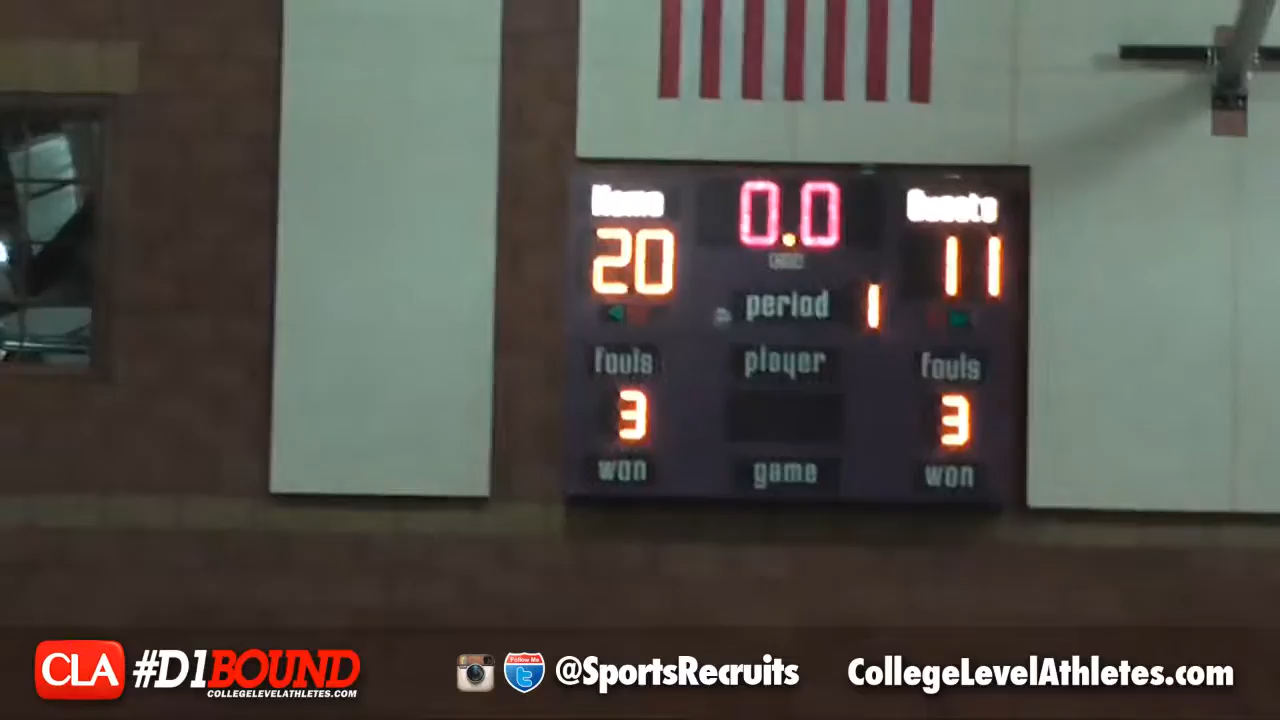 Home 0.0 Guests
20 11
period 1
fouls player fouls
3 3
won game won
CLA #D1BOUND
COLLEGELEVELATHLETES.COM
Follow Me
@SportsRecruits
CollegeLevelAthletes.com